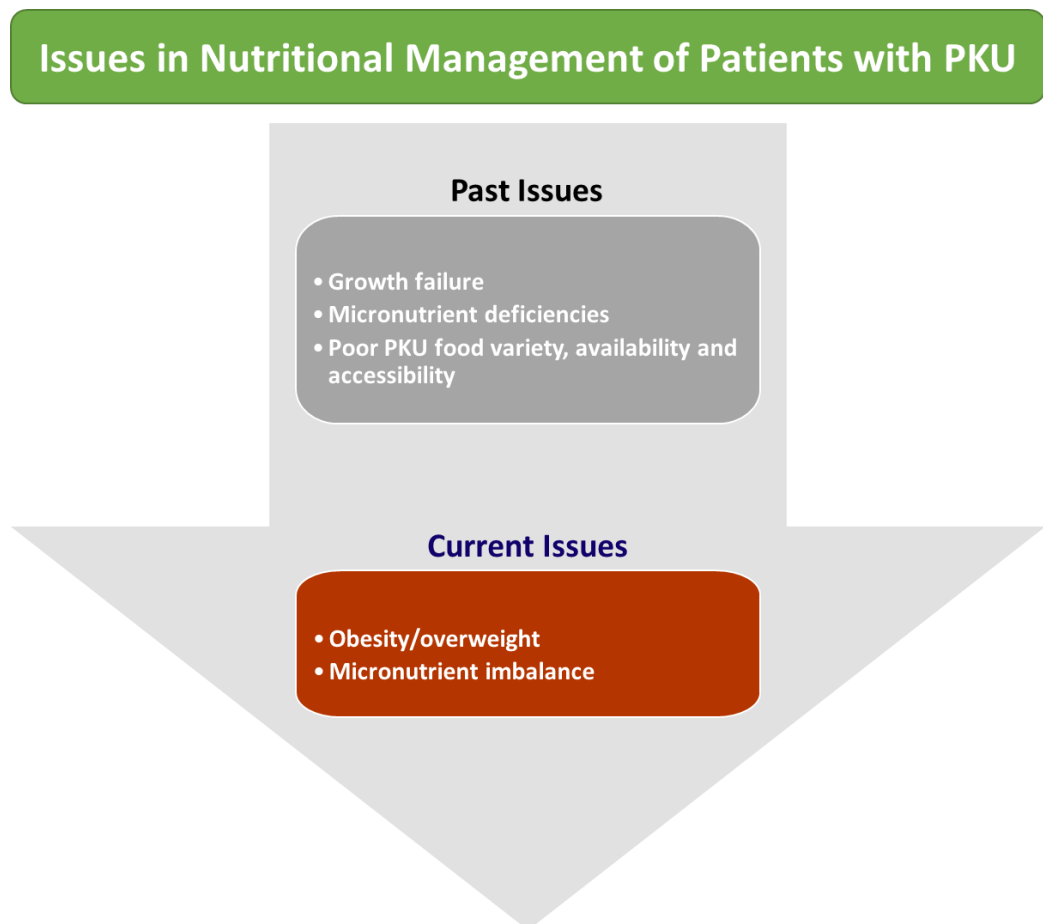 Issues in Nutritional Management of Patients with PKU
Past Issues
• Growth failure
• Micronutrient deficiencies
• Poor PKU food variety, availability and
accessibility
Current Issues
• Obesity/overweight
• Micronutrient imbalance